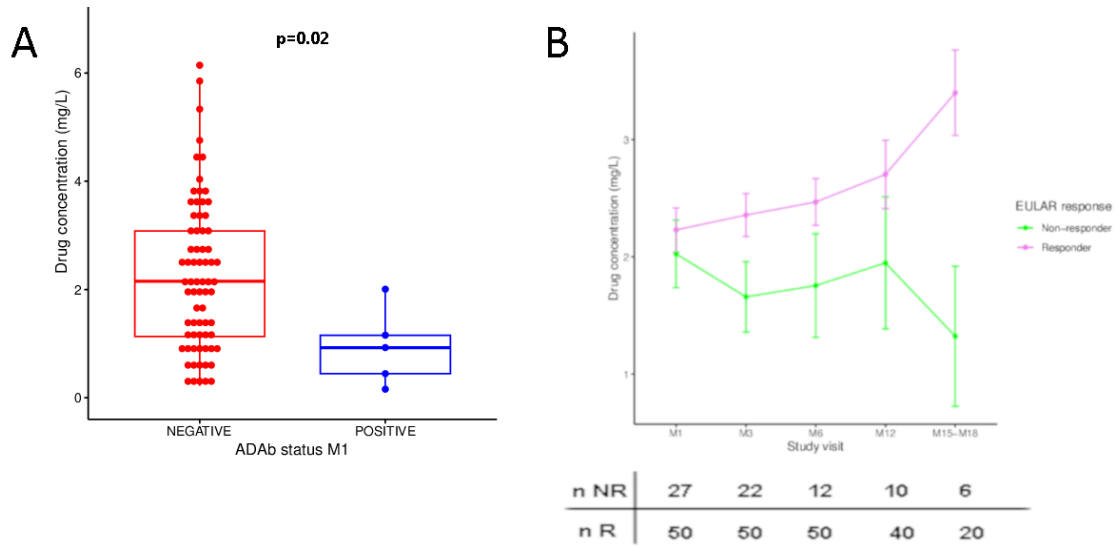 A
p=0.02
Drug concentration (mg/L)
6
4
2
0
NEGATIVE POSITIVE
ADAb status M1
B
Drug concentration (mg/L)
3
2
1
M1 M3 M6 M12 M15-M18
Study visit
EULAR response
Non-responder
Responder
n NR 27 22 12 10 6
n R 50 50 50 40 20